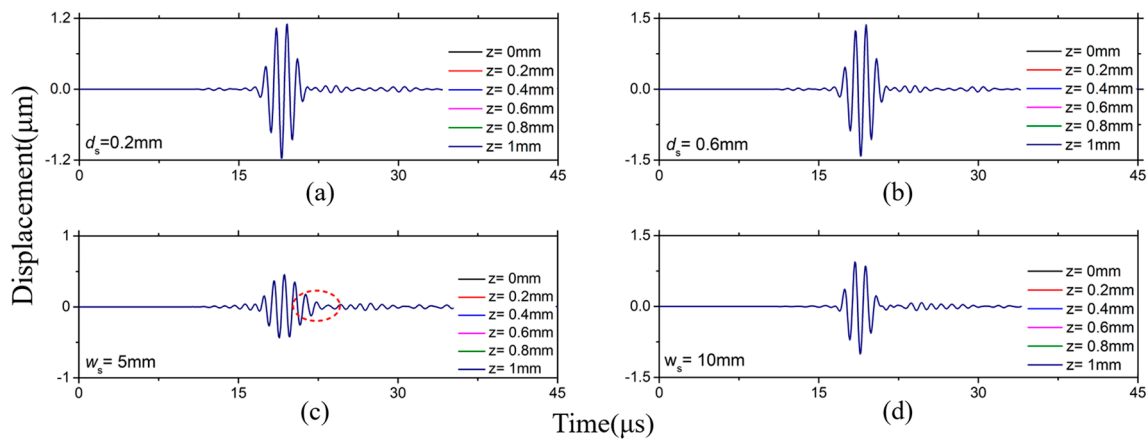 Displacement(μm)
1.2
0.0
-1.2
z= 0mm
z= 0.2mm
z= 0.4mm
z= 0.6mm
z= 0.8mm
z= 1mm
dₛ=0.2mm
0 15 30 45
(a)
1.5
0.0
-1.5
z= 0mm
z= 0.2mm
z= 0.4mm
z= 0.6mm
z= 0.8mm
z= 1mm
dₛ= 0.6mm
0 15 30 45
(b)
1
0
-1
z= 0mm
z= 0.2mm
z= 0.4mm
z= 0.6mm
z= 0.8mm
z= 1mm
wₛ= 5mm
0 15 30 45
(c)
1.5
0.0
-1.5
z= 0mm
z= 0.2mm
z= 0.4mm
z= 0.6mm
z= 0.8mm
z= 1mm
wₛ= 10mm
0 15 30 45
(d)
Time(μs)